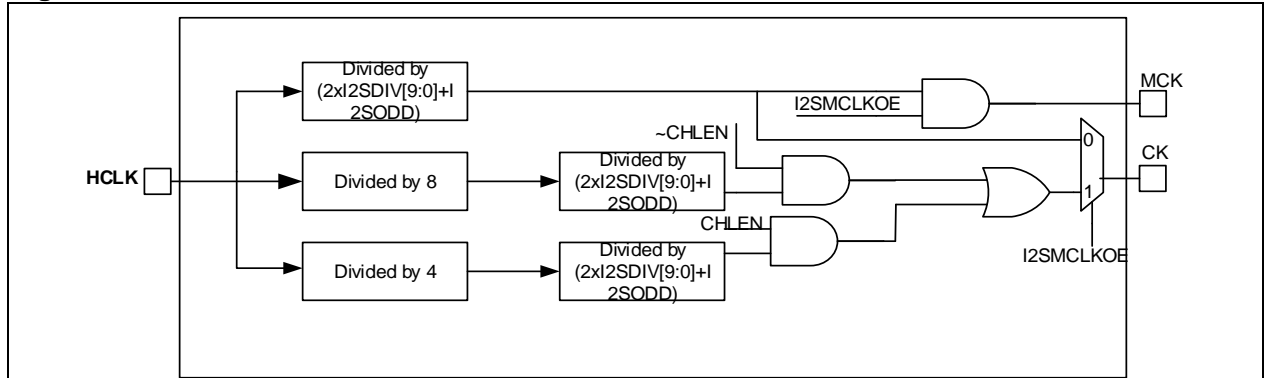 Divided by
(2xI2SDIV[9:0]+I
2SODD)
I2SMCLKOE
MCK
~CHLEN
0
CK
HCLK
Divided by 8
Divided by
(2xI2SDIV[9:0]+I
2SODD)
1
CHLEN
I2SMCLKOE
Divided by 4
Divided by
(2xI2SDIV[9:0]+I
2SODD)